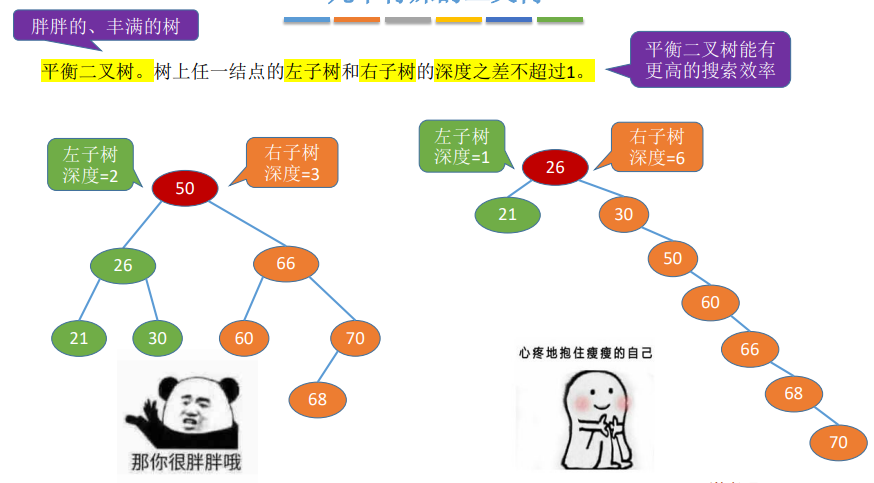 胖胖的、丰满的树
平衡二叉树。树上任一结点的左子树和右子树的深度之差不超过1。
平衡二叉树能有
更高的搜索效率
左子树
深度=2
右子树
深度=3
50
26
66
21
30
60
70
68
那你很胖胖哦
左子树
深度=1
右子树
深度=6
26
21
30
50
60
66
68
70
心疼地抱住瘦瘦的自己